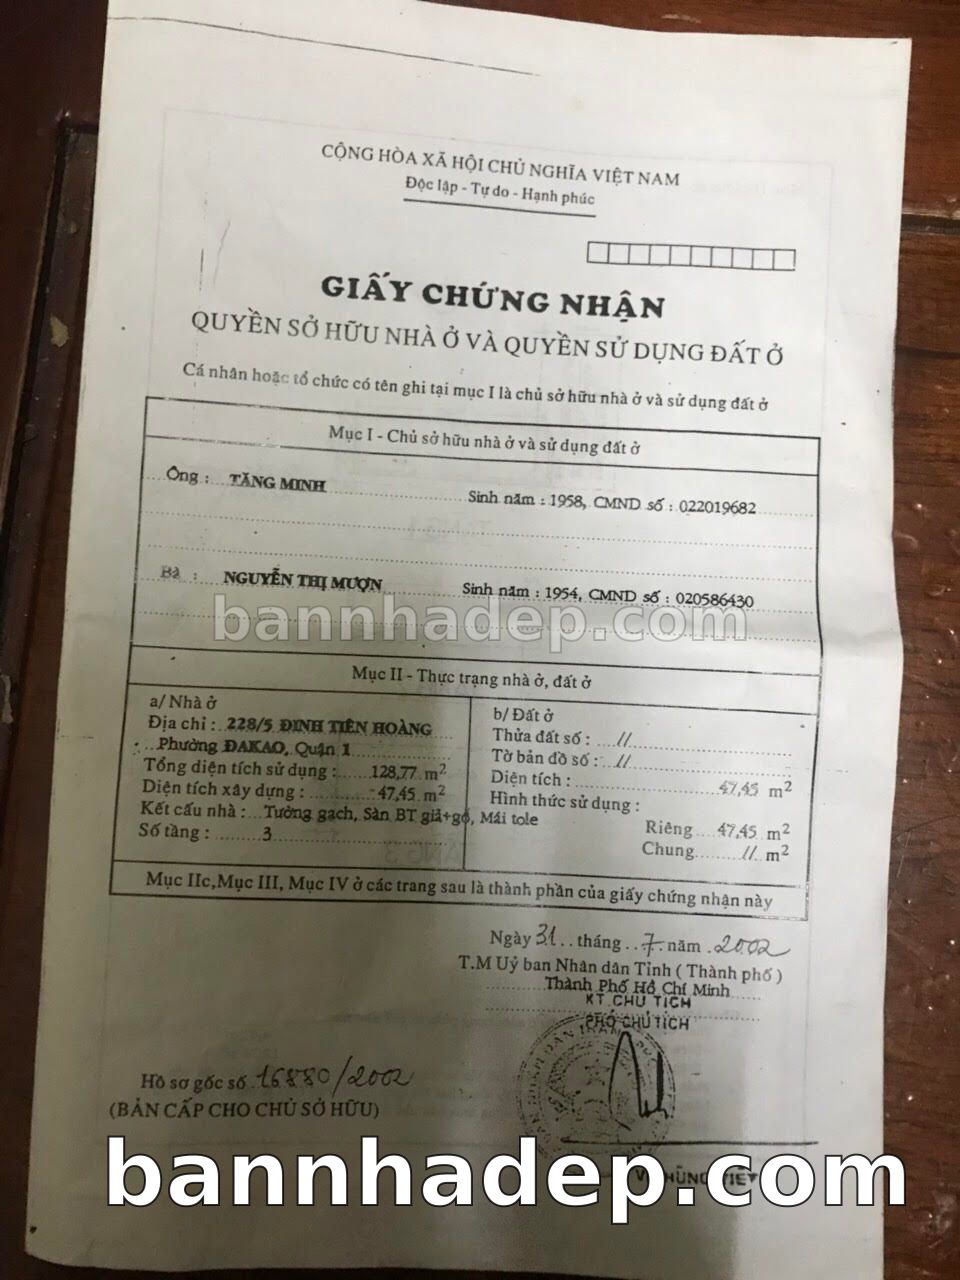 CỘNG HÒA XÃ HỘI CHỦ NGHĨA VIỆT NAM
Độc lập - Tự do - Hạnh phúc
GIẤY CHỨNG NHẬN
QUYỀN SỞ HỮU NHÀ Ở VÀ QUYỀN SỬ DỤNG ĐẤT Ở
Cá nhân hoặc tổ chức có tên ghi tại mục I là chủ sở hữu nhà ở và sử dụng đất ở
Mục I - Chủ sở hữu nhà ở và sử dụng đất ở
Ông : TĂNG MINH Sinh năm : 1958, CMND số : 022019682
Bà : NGUYỄN THỊ MƯỢN Sinh năm : 1954, CMND số : 020586430
bannhadep.com
Mục II - Thực trạng nhà ở, đất ở
a/ Nhà ở
Địa chỉ : 228/5 ĐINH TIÊN HOÀNG
Phường ĐAKAO, Quận 1
Tổng diện tích sử dụng : 128,77 m²
Diện tích xây dựng : 47,45 m²
Kết cấu nhà : Tường gạch, Sàn BT giả+gỗ, Mái tole
Số tầng : 3
b/ Đất ở
Thửa đất số : //
Tờ bản đồ số : //
Diện tích : 47,45 m²
Hình thức sử dụng :
Riêng 47,45 m²
Chung // m²
Mục IIc,Mục III, Mục IV ở các trang sau là thành phần của giấy chứng nhận này
Ngày 31 tháng 7 năm 2002
T.M Uỷ ban Nhân dân Tỉnh ( Thành phố )
Thành Phố Hồ Chí Minh
KT.CHỦ TỊCH
PHÓ CHỦ TỊCH
Hồ sơ gốc số 16880/2002
(BẢN CẤP CHO CHỦ SỞ HỮU)
bannhadep.com